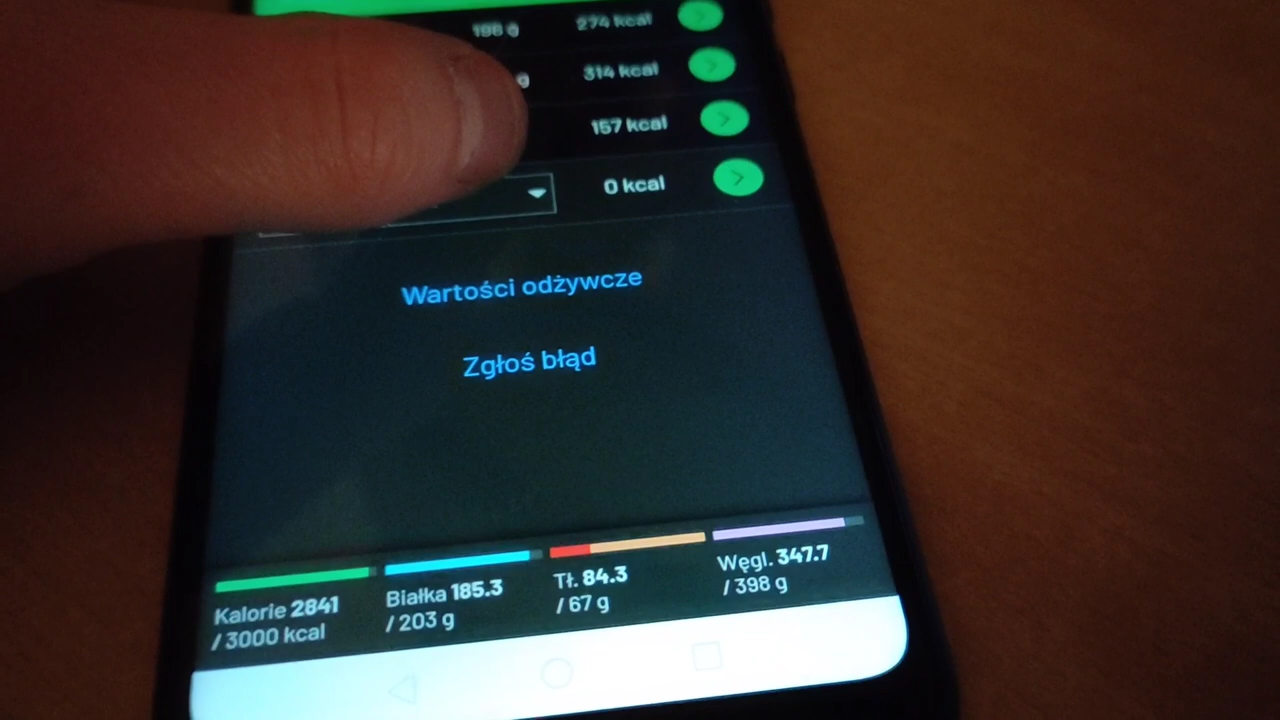 196 g 274 kcal
g 314 kcal
157 kcal
0 kcal
Wartości odżywcze
Zgłoś błąd
Kalorie 2841
/ 3000 kcal
Białka 185.3
/ 203 g
Tł. 84.3
/ 67 g
Węgl. 347.7
/ 398 g